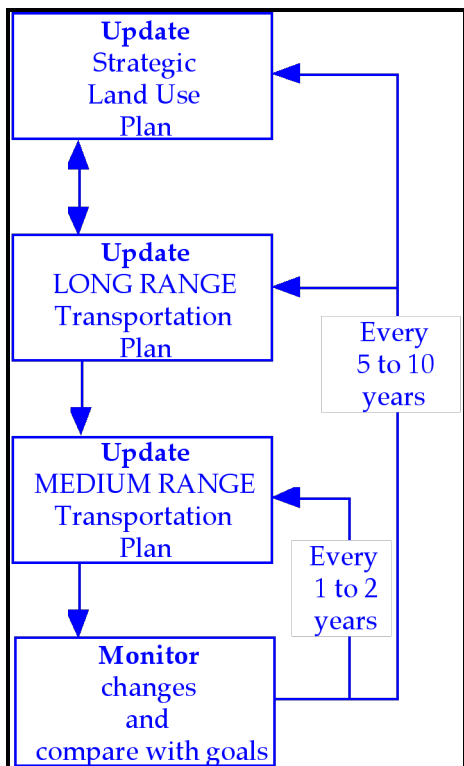 Update
Strategic
Land Use
Plan
Update
LONG RANGE
Transportation
Plan
Every
5 to 10
years
Update
MEDIUM RANGE
Transportation
Plan
Every
1 to 2
years
Monitor
changes
and
compare with goals